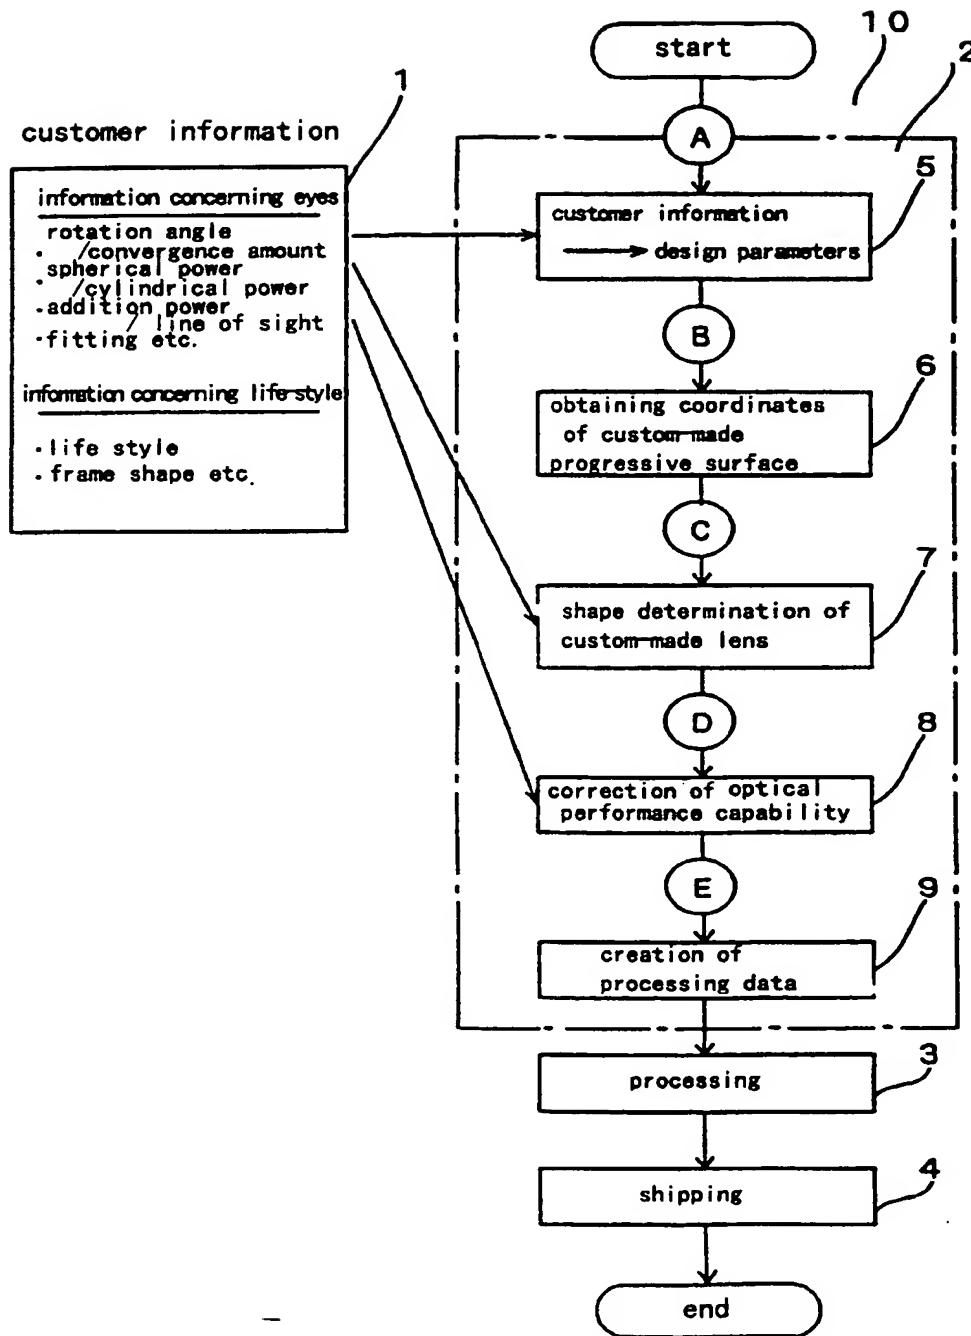 start
10
2
1
customer information
A
information concerning eyes
rotation angle
· /convergence amount
· spherical power
/cylindrical power
·addition power
/ line of sight
·fitting etc.
information concerning life style
·life style
·frame shape etc.
5
customer information
design parameters
B
6
obtaining coordinates
of custom-made
progressive surface
C
7
shape determination of
custom-made lens
D
8
correction of optical
performance capability
E
9
creation of
processing data
3
processing
4
shipping
end